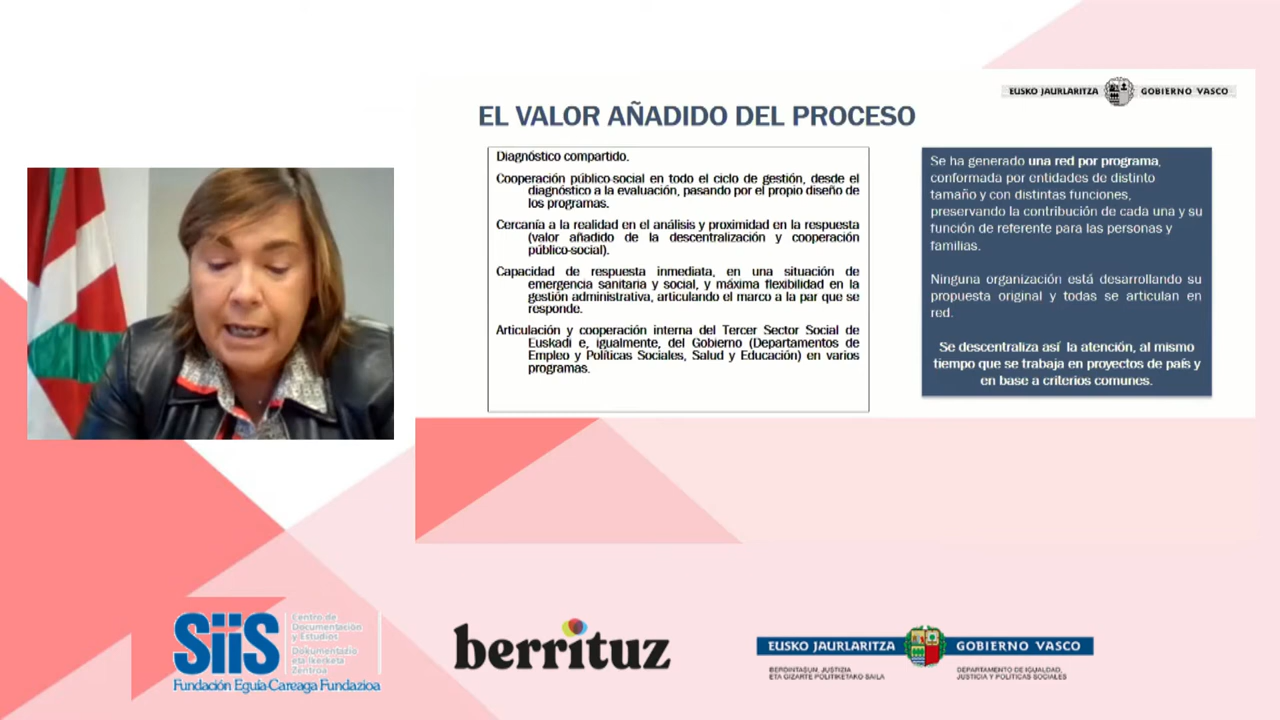 EUSKO JAURLARITZA
GOBIERNO VASCO
EL VALOR AÑADIDO DEL PROCESO
Diagnóstico compartido.
Cooperación público-social en todo el ciclo de gestión, desde el
diagnóstico a la evaluación, pasando por el propio diseño de
los programas.
Cercanía a la realidad en el análisis y proximidad en la respuesta
(valor añadido de la descentralización y cooperación
público-social).
Capacidad de respuesta inmediata, en una situación de
emergencia sanitaria y social, y máxima flexibilidad en la
gestión administrativa, articulando el marco a la par que se
responde.
Articulación y cooperación interna del Tercer Sector Social de
Euskadi e, igualmente, del Gobierno (Departamentos de
Empleo y Políticas Sociales, Salud y Educación) en varios
programas.
Se ha generado una red por programa,
conformada por entidades de distinto
tamaño y con distintas funciones,
preservando la contribución de cada una y su
función de referente para las personas y
familias.
Ninguna organización está desarrollando su
propuesta original y todas se articulan en
red.
Se descentraliza así la atención, al mismo
tiempo que se trabaja en proyectos de país y
en base a criterios comunes.
SiiS
Centro de
Documentación
y Estudios
Dokumentazio
eta Ikerketa
Zentroa
Fundación Eguía-Careaga Fundazioa
berrituz
EUSKO JAURLARITZA
GOBIERNO VASCO
BERDINTASUN, JUSTIZIA
ETA GIZARTE POLITIKETAKO SAILA
DEPARTAMENTO DE IGUALDAD,
JUSTICIA Y POLÍTICAS SOCIALES